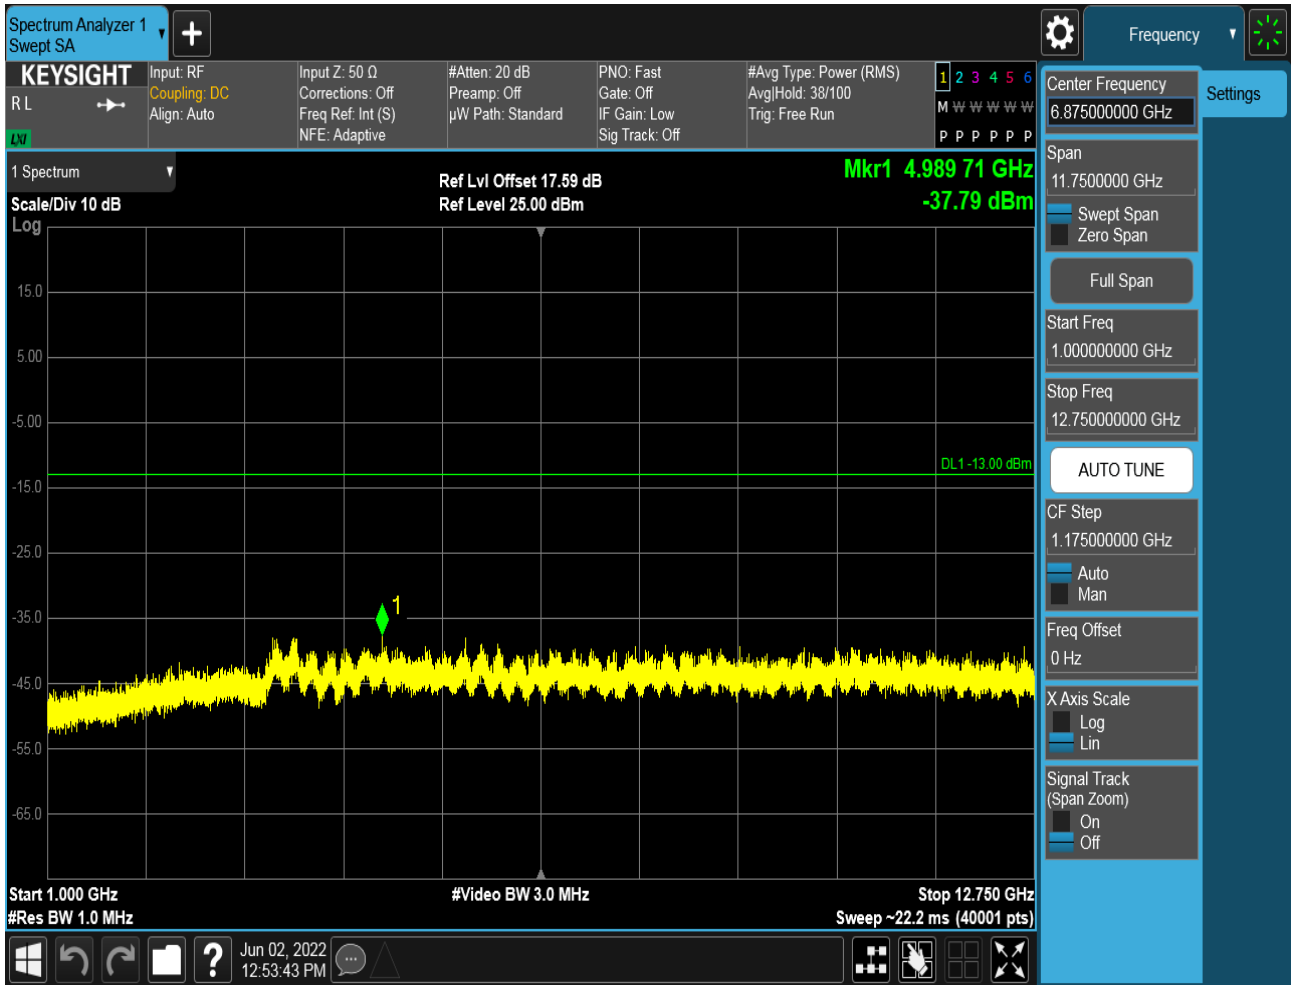 Spectrum Analyzer 1
Swept SA
Frequency
KEYSIGHT
R L
LXI
Input: RF
Coupling: DC
Align: Auto
Input Z: 50 Ω
Corrections: Off
Freq Ref: Int (S)
NFE: Adaptive
#Atten: 20 dB
Preamp: Off
µW Path: Standard
PNO: Fast
Gate: Off
IF Gain: Low
Sig Track: Off
#Avg Type: Power (RMS)
Avg|Hold: 38/100
Trig: Free Run
1 2 3 4 5 6
M W W W W W
P P P P P P
1 Spectrum
Scale/Div 10 dB
Log
Ref Lvl Offset 17.59 dB
Ref Level 25.00 dBm
Mkr1 4.989 71 GHz
-37.79 dBm
15.0
5.00
-5.00
-15.0
-25.0
-35.0
-45.0
-55.0
-65.0
DL1 -13.00 dBm
1
Start 1.000 GHz
#Res BW 1.0 MHz
#Video BW 3.0 MHz
Stop 12.750 GHz
Sweep ~22.2 ms (40001 pts)
Center Frequency
6.875000000 GHz
Span
11.7500000 GHz
Swept Span
Zero Span
Full Span
Start Freq
1.000000000 GHz
Stop Freq
12.750000000 GHz
AUTO TUNE
CF Step
1.175000000 GHz
Auto
Man
Freq Offset
0 Hz
X Axis Scale
Log
Lin
Signal Track
(Span Zoom)
On
Off
Settings
?
Jun 02, 2022
12:53:43 PM